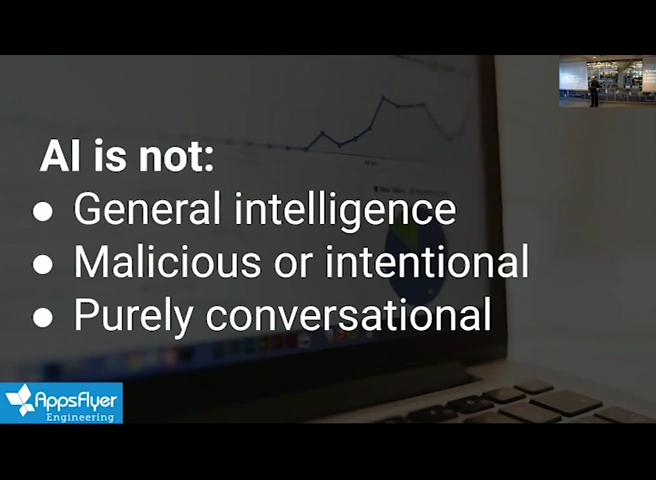 AI is not:
● General intelligence
● Malicious or intentional
● Purely conversational
AppsFlyer
Engineering